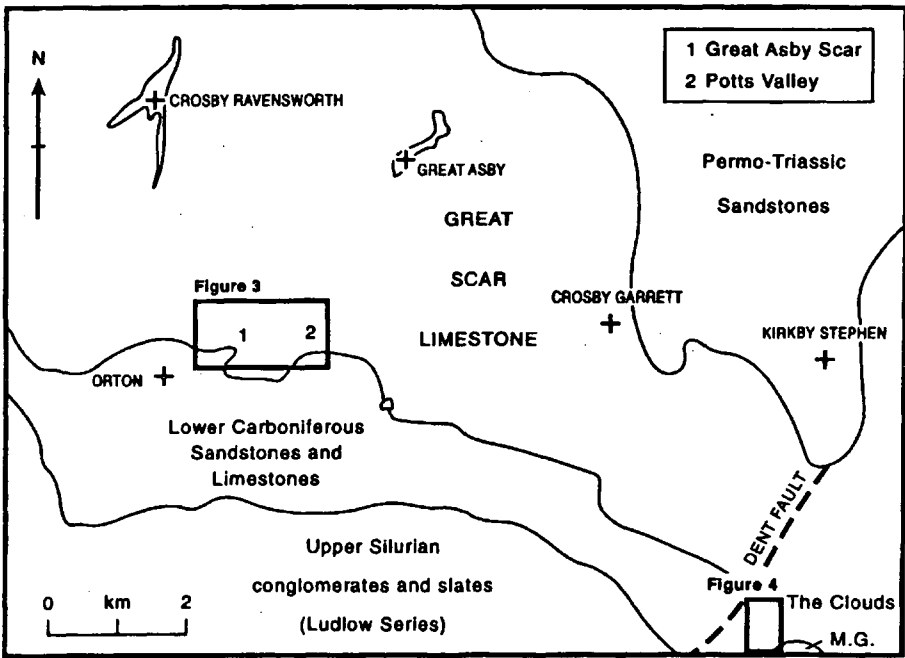 N
1 Great Asby Scar
2 Potts Valley
CROSBY RAVENSWORTH
GREAT ASBY
Permo-Triassic
Sandstones
GREAT
SCAR
LIMESTONE
Figure 3
1 2
CROSBY GARRETT
KIRKBY STEPHEN
ORTON
Lower Carboniferous
Sandstones and
Limestones
DENT FAULT
Upper Silurian
conglomerates and slates
(Ludlow Series)
0 km 2
Figure 4
The Clouds
M.G.